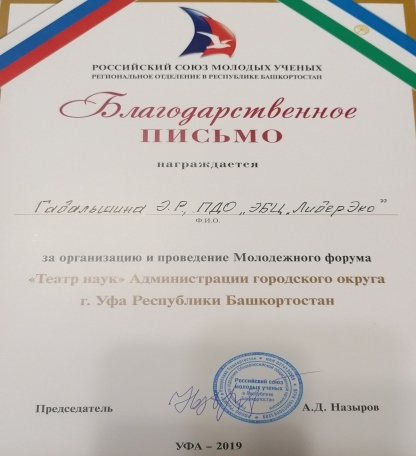 РОССИЙСКИЙ СОЮЗ МОЛОДЫХ УЧЕНЫХ
РЕГИОНАЛЬНОЕ ОТДЕЛЕНИЕ В РЕСПУБЛИКЕ БАШКОРТОСТАН
Благодарственное
ПИСЬМО
награждается
Габальшина Э.Р., ПДО „ЭБЦ „ЛидерЭко”
Ф.И.О.
за организацию и проведение Молодежного форума
«Театр наук» Администрации городского округа
г. Уфа Республики Башкортостан
Российский союз
молодых ученых
Председатель
А.Д. Назыров
УФА – 2019